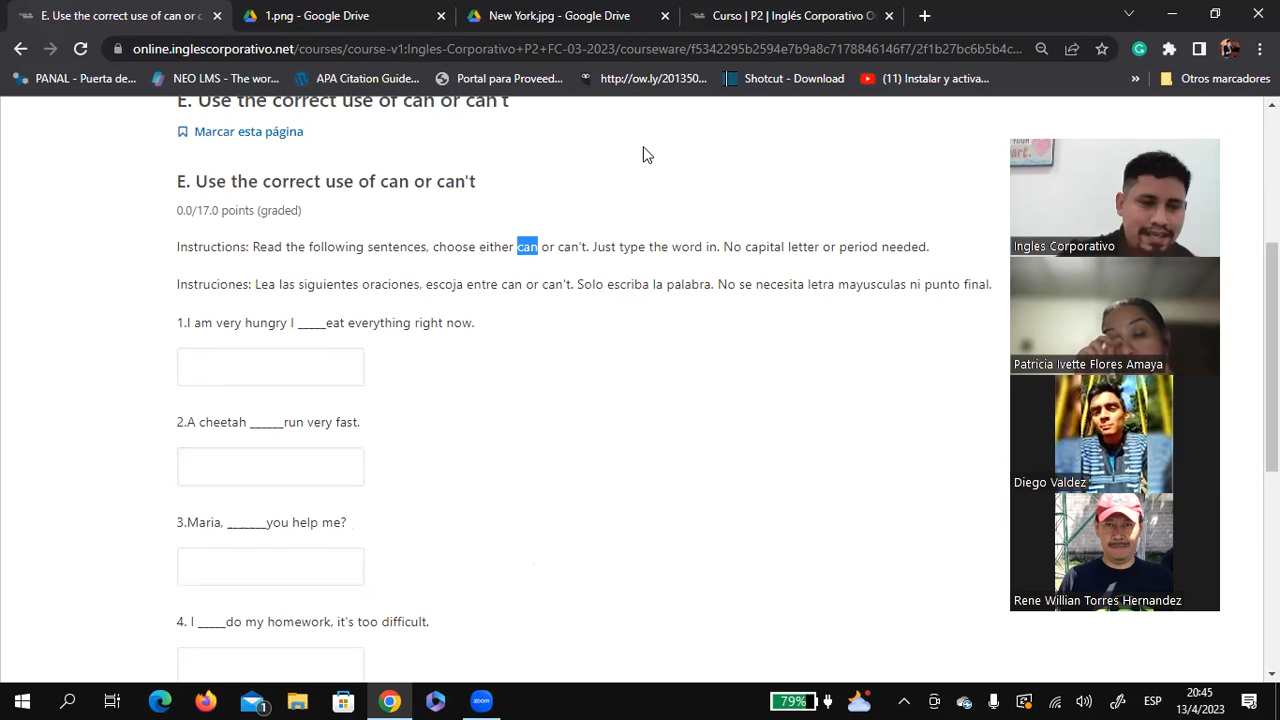 E. Use the correct use of can or c
1.png - Google Drive
New York.jpg - Google Drive
Curso | P2 | Inglés Corporativo O
online.inglescorporativo.net/courses/course-v1:Ingles-Corporativo+P2+FC-03-2023/courseware/f5342295b2594e7b9a8c7178846146f7/2f1b27bc6b5b4c...
PANAL - Puerta de...
NEO LMS - The wor...
APA Citation Guide...
Portal para Proveed...
http://ow.ly/201350...
Shotcut - Download
(11) Instalar y activa...
»
Otros marcadores
E. Use the correct use of can or can't
Marcar esta página
E. Use the correct use of can or can't
0.0/17.0 points (graded)
Instructions: Read the following sentences, choose either can or can't. Just type the word in. No capital letter or period needed.
Instruciones: Lea las siguientes oraciones, escoja entre can or can't. Solo escriba la palabra. No se necesita letra mayusculas ni punto final.
1.I am very hungry I _____eat everything right now.
2.A cheetah ______run very fast.
3.Maria, _______you help me?
4. I _____do my homework, it's too difficult.
Ingles Corporativo
Patricia Ivette Flores Amaya
Diego Valdez
Rene Willian Torres Hernandez
zoom
1
79%
ESP
20:45
13/4/2023